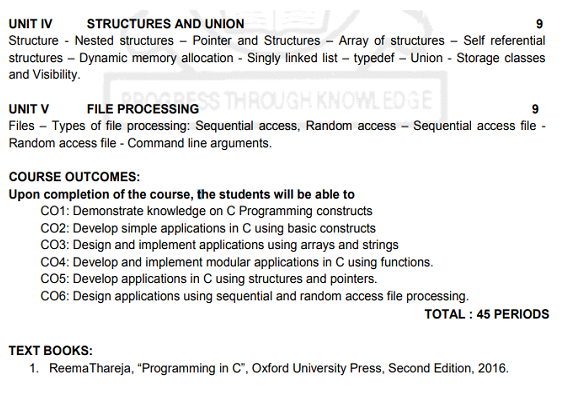 UNIT IV STRUCTURES AND UNION 9
Structure - Nested structures – Pointer and Structures – Array of structures – Self referential
structures – Dynamic memory allocation - Singly linked list – typedef – Union - Storage classes
and Visibility.
PROGRESS THROUGH KNOWLEDGE
UNIT V FILE PROCESSING 9
Files – Types of file processing: Sequential access, Random access – Sequential access file -
Random access file - Command line arguments.
COURSE OUTCOMES:
Upon completion of the course, the students will be able to
CO1: Demonstrate knowledge on C Programming constructs
CO2: Develop simple applications in C using basic constructs
CO3: Design and implement applications using arrays and strings
CO4: Develop and implement modular applications in C using functions.
CO5: Develop applications in C using structures and pointers.
CO6: Design applications using sequential and random access file processing.
TOTAL : 45 PERIODS
TEXT BOOKS:
1. ReemaThareja, “Programming in C”, Oxford University Press, Second Edition, 2016.